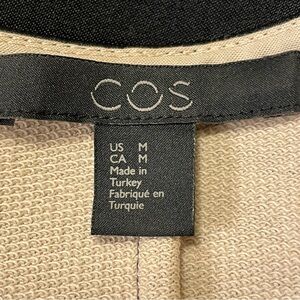 COS
US M
CA M
Made in
Turkey
Fabriqué en
Turquie